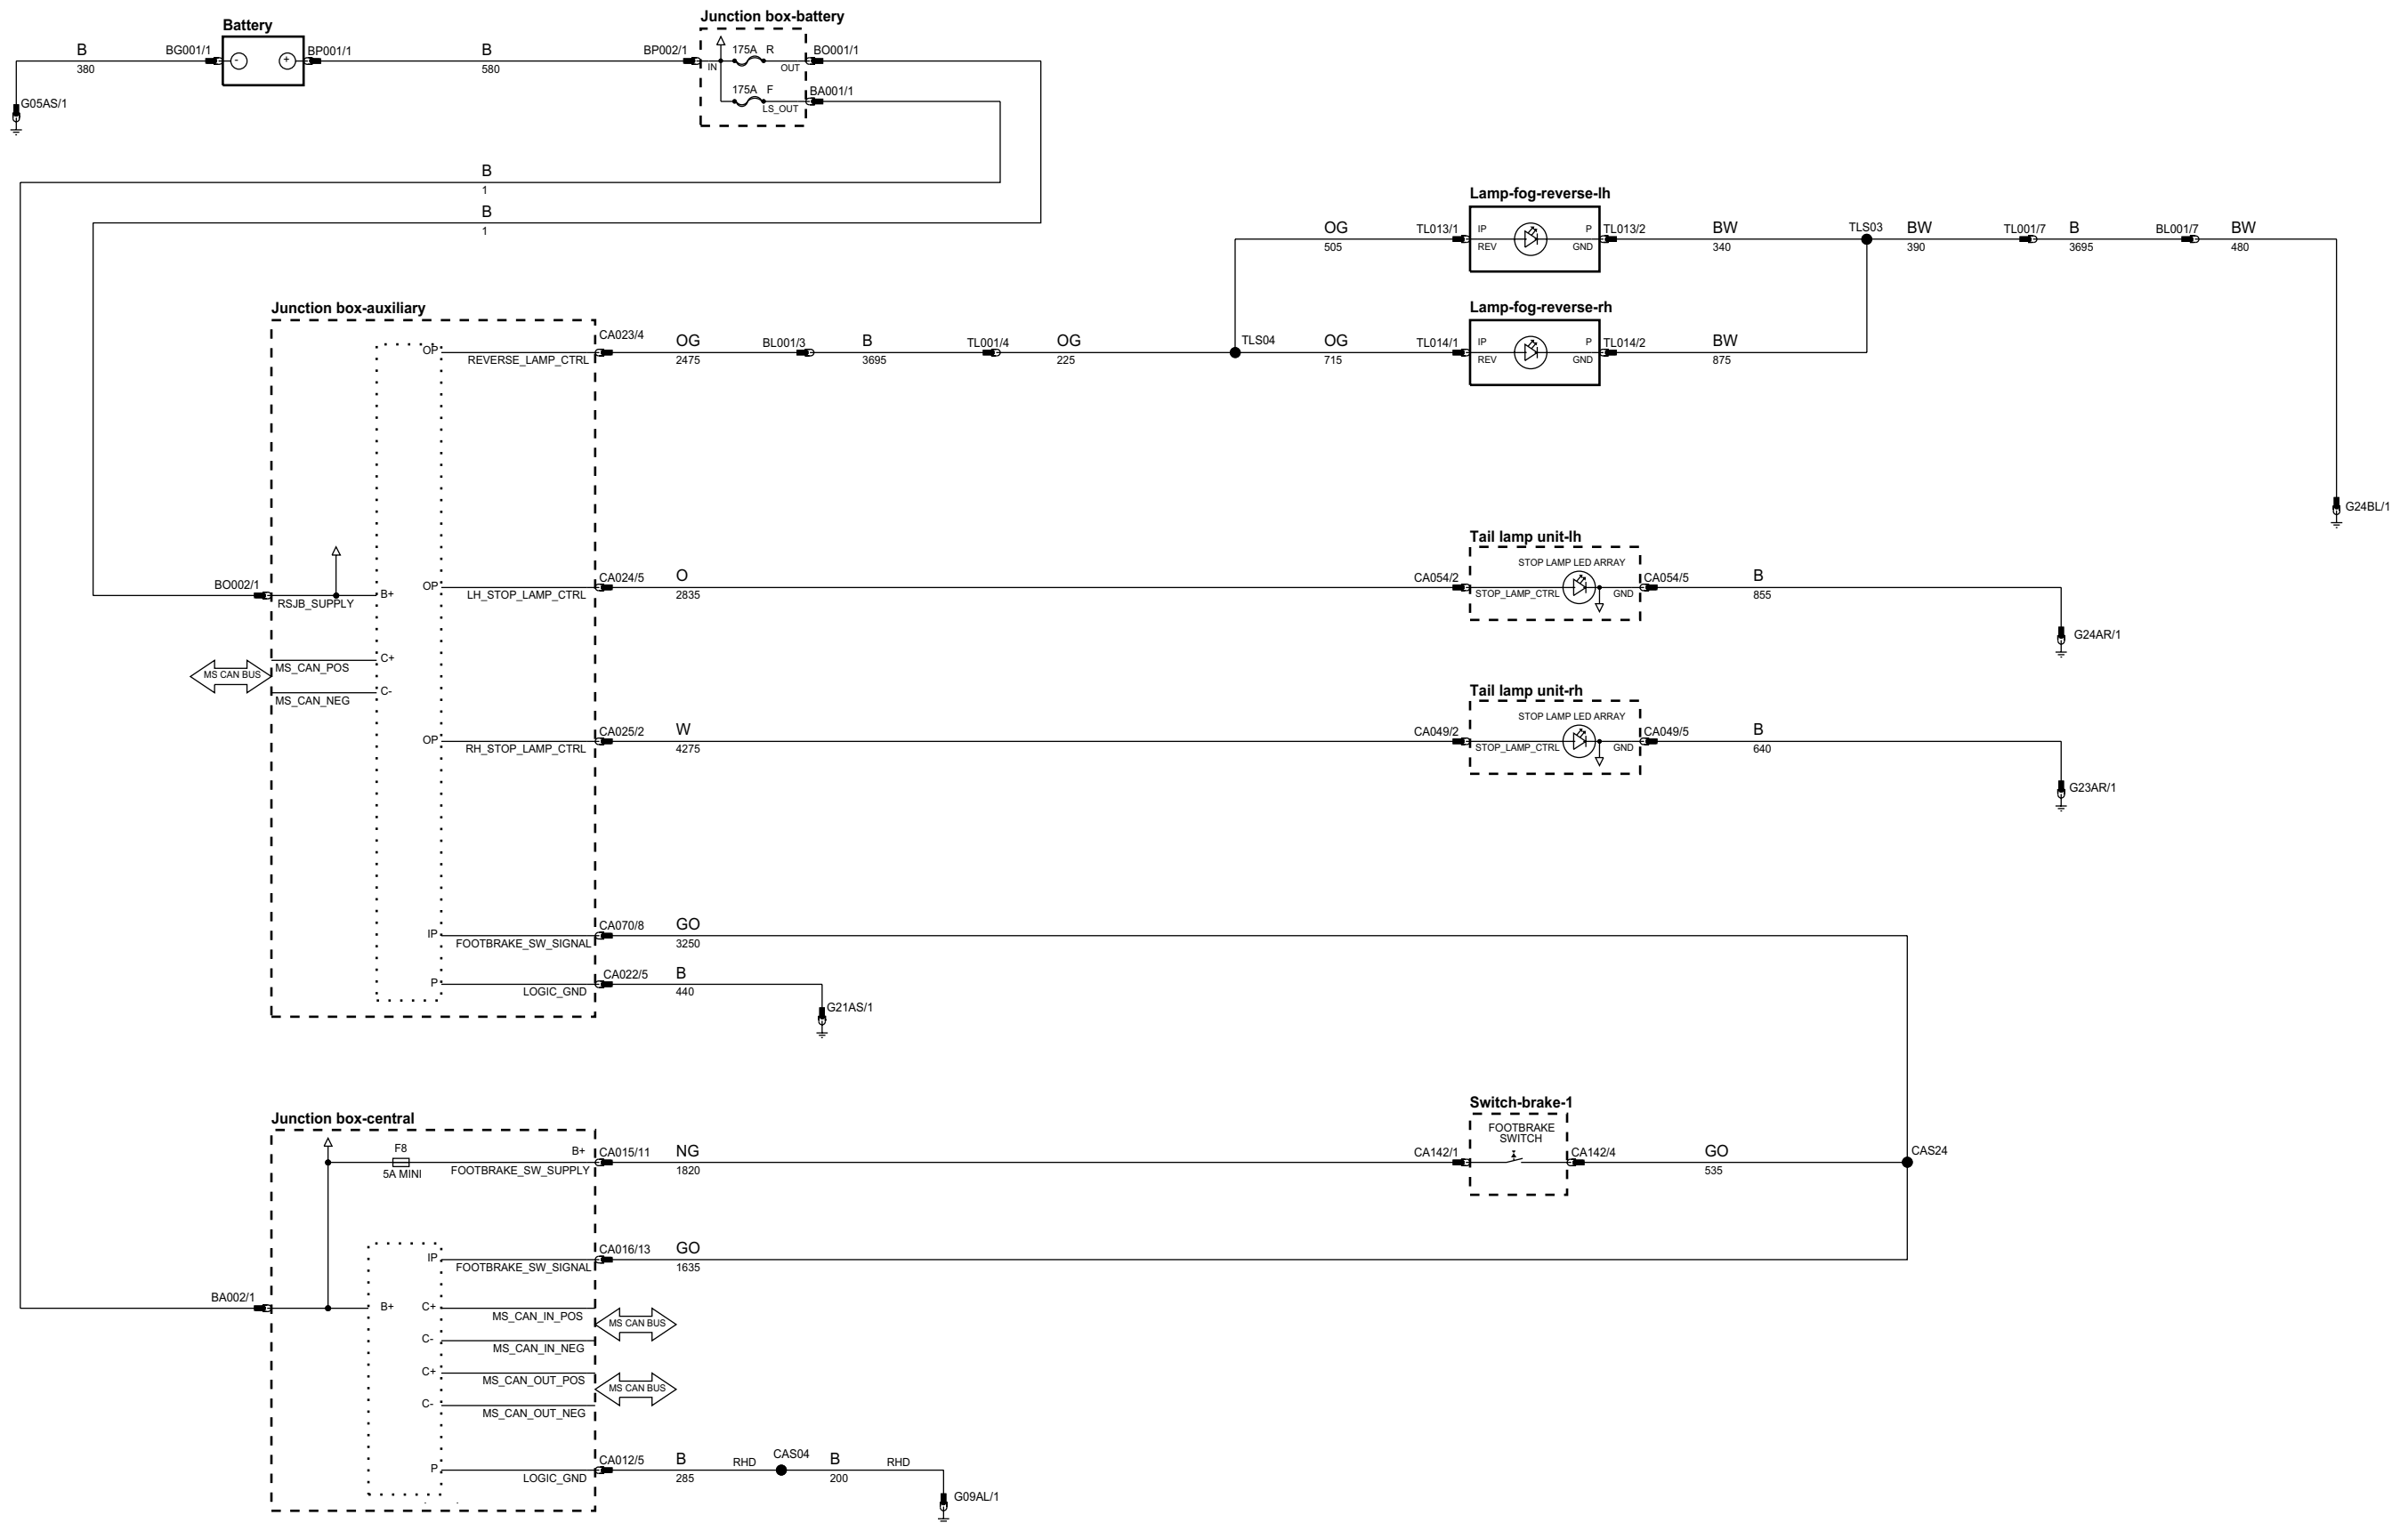 Battery
Junction box-battery
B
380
BG001/1
-
+
BP001/1
B
580
BP002/1
IN
175A R
OUT
BO001/1
175A F
LS_OUT
BA001/1
G05AS/1
B
1
B
1
Lamp-fog-reverse-lh
OG
505
TL013/1
IP
REV
P
GND
TL013/2
BW
340
TLS03
BW
390
TL001/7
B
3695
BL001/7
BW
480
Lamp-fog-reverse-rh
Junction box-auxiliary
OP
REVERSE_LAMP_CTRL
CA023/4
OG
2475
BL001/3
B
3695
TL001/4
OG
225
TLS04
OG
715
TL014/1
IP
REV
P
GND
TL014/2
BW
875
G24BL/1
Tail lamp unit-lh
STOP LAMP LED ARRAY
BO002/1
RSJB_SUPPLY
B+
OP
LH_STOP_LAMP_CTRL
CA024/5
O
2835
CA054/2
STOP_LAMP_CTRL
GND
CA054/5
B
855
G24AR/1
MS CAN BUS
MS_CAN_POS
C+
MS_CAN_NEG
C-
Tail lamp unit-rh
STOP LAMP LED ARRAY
OP
RH_STOP_LAMP_CTRL
CA025/2
W
4275
CA049/2
STOP_LAMP_CTRL
GND
CA049/5
B
640
G23AR/1
IP
FOOTBRAKE_SW_SIGNAL
CA070/8
GO
3250
P
LOGIC_GND
CA022/5
B
440
G21AS/1
Junction box-central
Switch-brake-1
FOOTBRAKE
SWITCH
F8
5A MINI
B+
FOOTBRAKE_SW_SUPPLY
CA015/11
NG
1820
CA142/1
CA142/4
GO
535
CAS24
IP
FOOTBRAKE_SW_SIGNAL
CA016/13
GO
1635
BA002/1
B+
C+
MS_CAN_IN_POS
MS CAN BUS
C-
MS_CAN_IN_NEG
C+
MS_CAN_OUT_POS
MS CAN BUS
C-
MS_CAN_OUT_NEG
P
LOGIC_GND
CA012/5
B
285
RHD
CAS04
B
200
RHD
G09AL/1